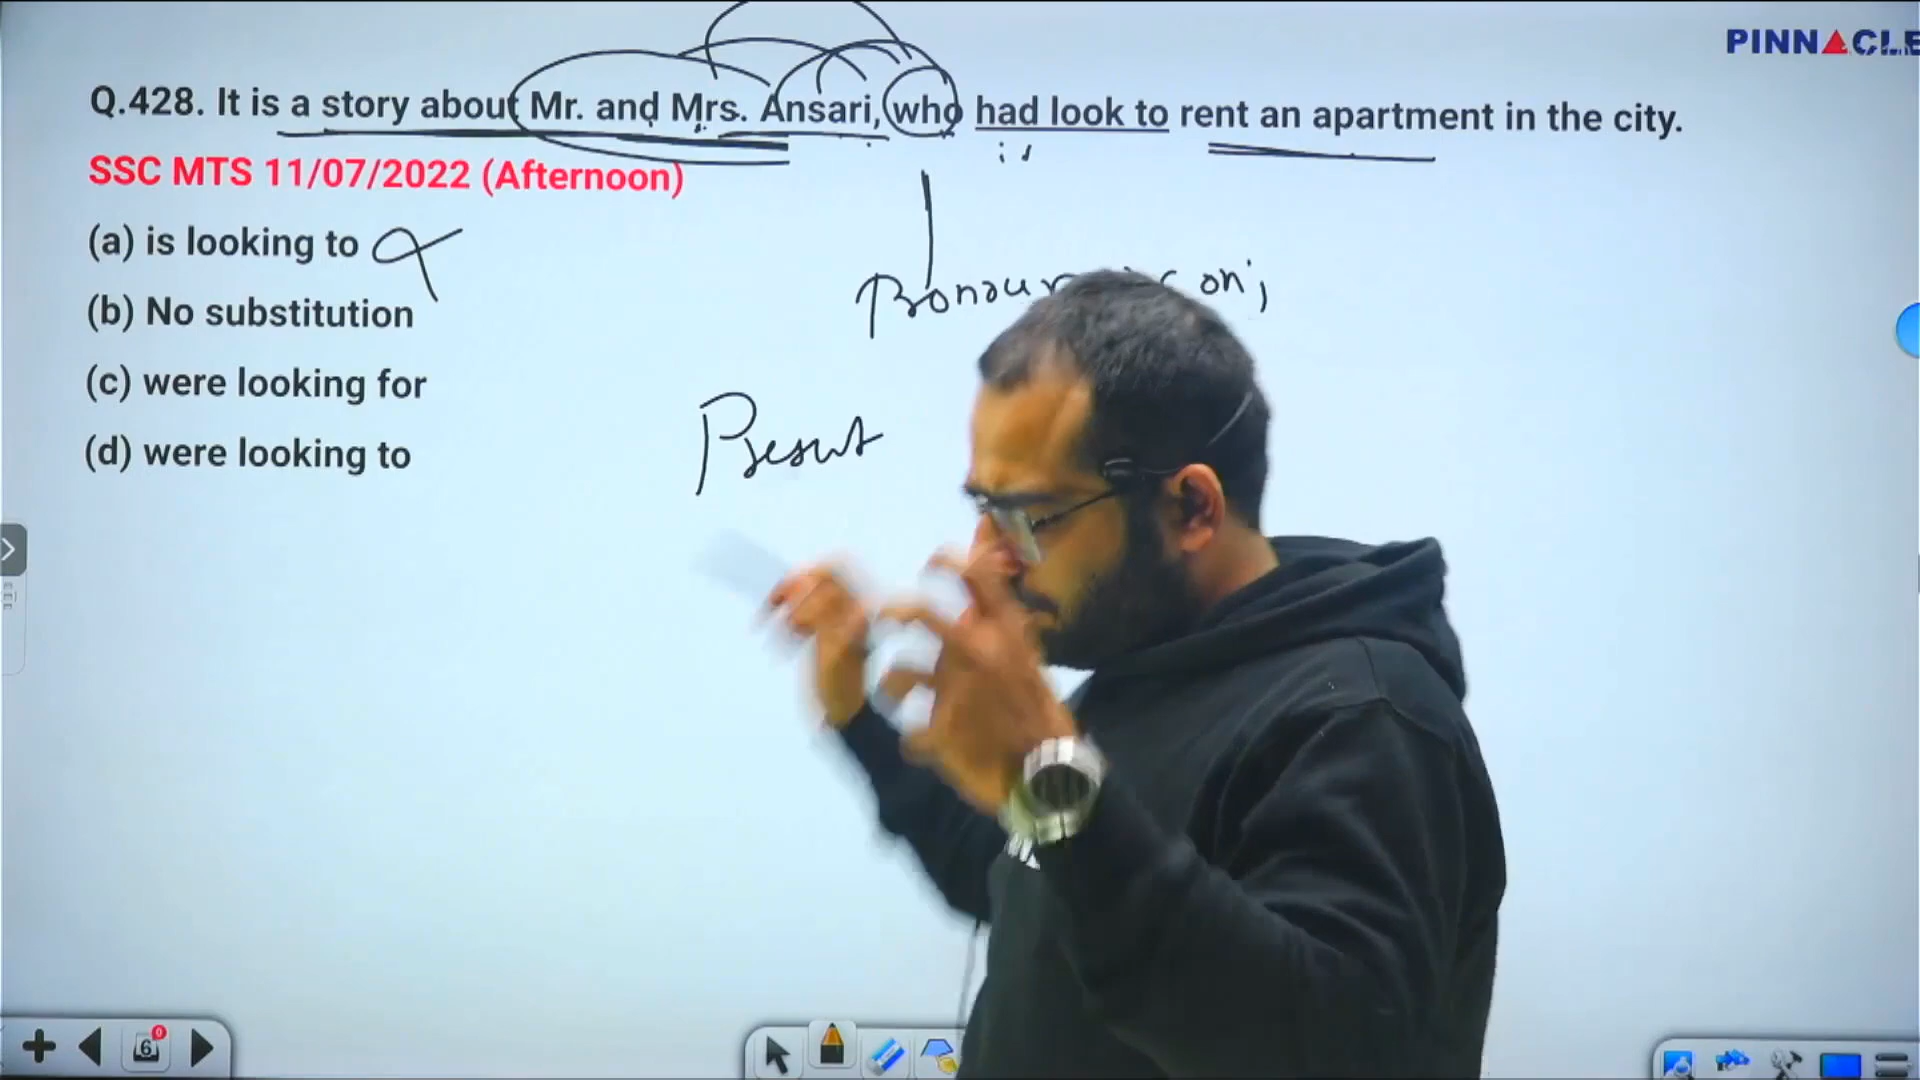 PINNACLE
Q.428. It is a story about Mr. and Mrs. Ansari, who had look to rent an apartment in the city.
SSC MTS 11/07/2022 (Afternoon)
(a) is looking to
(b) No substitution
(c) were looking for
(d) were looking to
Present
0
6